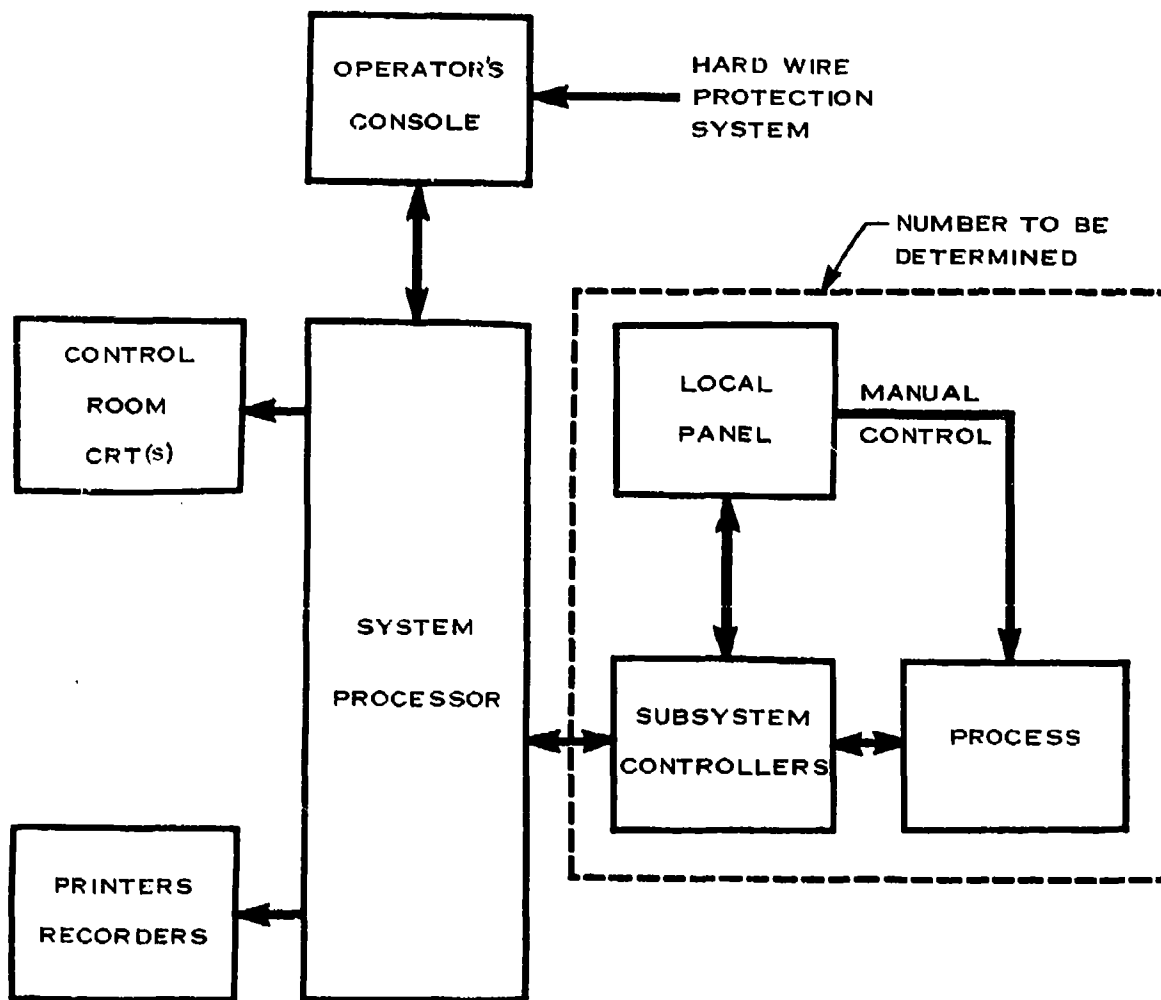 OPERATOR'S
CONSOLE
HARD WIRE
PROTECTION
SYSTEM
NUMBER TO BE
DETERMINED
CONTROL
ROOM
CRT(s)
LOCAL
PANEL
MANUAL
CONTROL
SYSTEM
PROCESSOR
SUBSYSTEM
CONTROLLERS
PROCESS
PRINTERS
RECORDERS